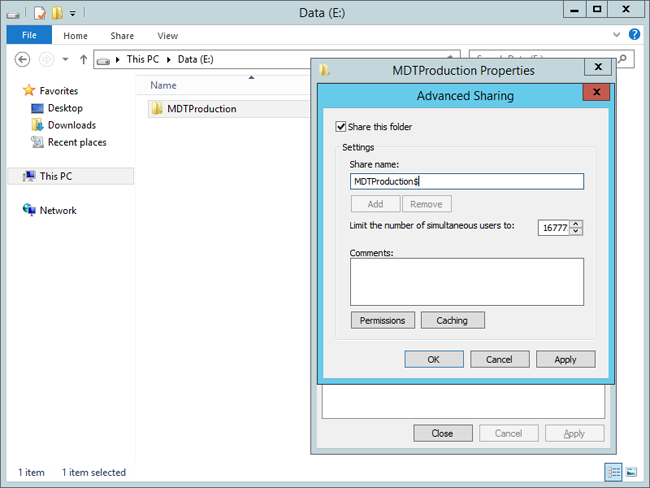 Data (E:)
File Home Share View
This PC Data (E:) Search Data (E:)
MDTProduction Properties
Advanced Sharing
Favorites
Desktop
Downloads
Recent places
This PC
Network
Name
MDTProduction
Share this folder
Settings
Share name:
MDTProduction$
Add Remove
Limit the number of simultaneous users to: 16777
Comments:
Permissions Caching
OK Cancel Apply
Close Cancel Apply
1 item 1 item selected